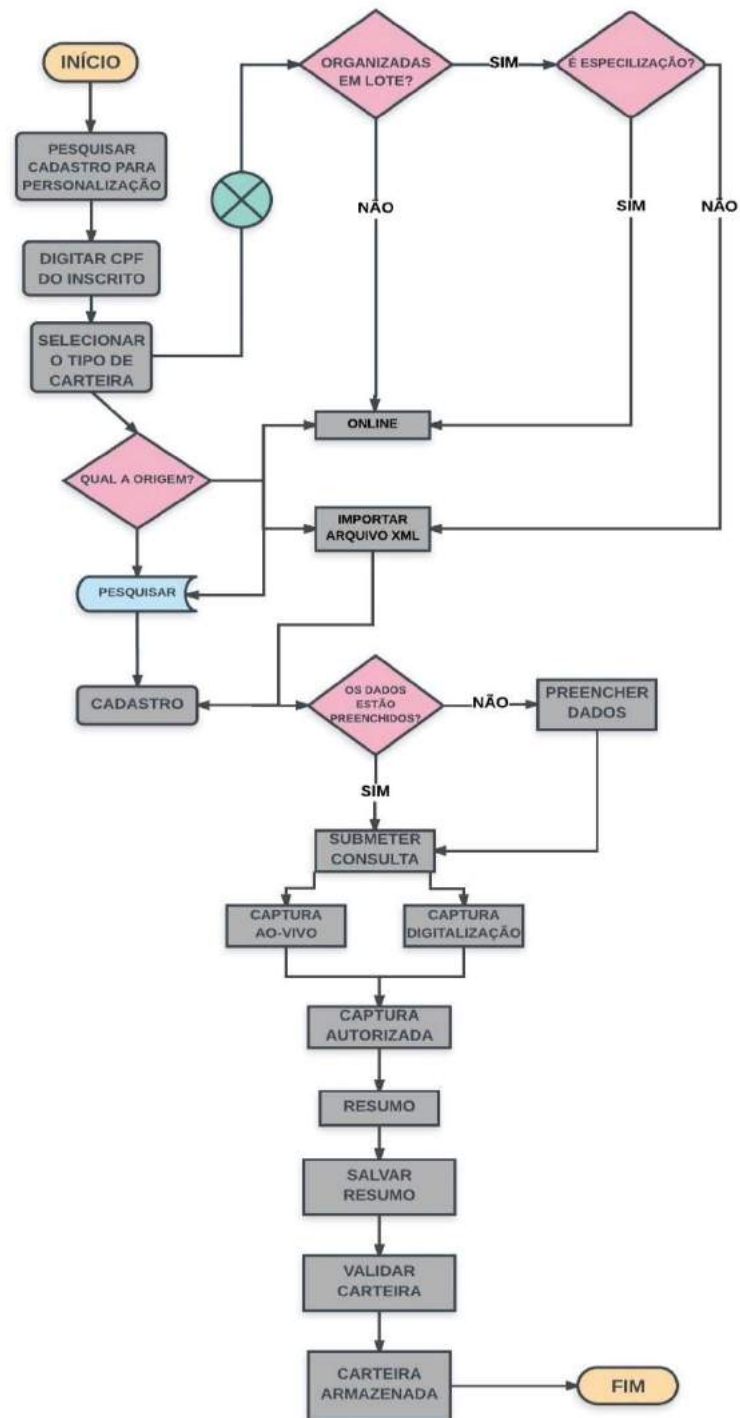 INÍCIO
PESQUISAR
CADASTRO PARA
PERSONALIZAÇÃO
DIGITAR CPF
DO INSCRITO
SELECIONAR
O TIPO DE
CARTEIRA
ORGANIZADAS
EM LOTE?
SIM
É ESPECILIZAÇÃO?
NÃO
SIM
NÃO
ONLINE
QUAL A ORIGEM?
IMPORTAR
ARQUIVO XML
PESQUISAR
CADASTRO
OS DADOS
ESTÃO
PREENCHIDOS?
NÃO
PREENCHER
DADOS
SIM
SUBMETER
CONSULTA
CAPTURA
AO-VIVO
CAPTURA
DIGITALIZAÇÃO
CAPTURA
AUTORIZADA
RESUMO
SALVAR
RESUMO
VALIDAR
CARTEIRA
CARTEIRA
ARMAZENADA
FIM